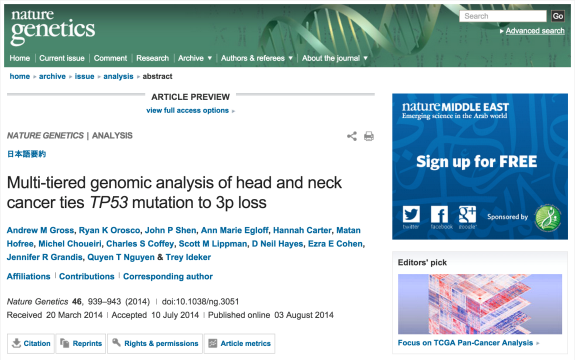 nature
genetics
Search Go
Advanced search
Home Current issue Comment Research Archive ▼ Authors & referees ▼ About the journal ▼
home ▸ archive ▸ issue ▸ analysis ▸ abstract
ARTICLE PREVIEW
view full access options ▸
NATURE GENETICS | ANALYSIS
日本語要約
Multi-tiered genomic analysis of head and neck
cancer ties TP53 mutation to 3p loss
Andrew M Gross, Ryan K Orosco, John P Shen, Ann Marie Egloff, Hannah Carter, Matan
Hofree, Michel Choueiri, Charles S Coffey, Scott M Lippman, D Neil Hayes, Ezra E Cohen,
Jennifer R Grandis, Quyen T Nguyen & Trey Ideker
Affiliations | Contributions | Corresponding author
Nature Genetics 46, 939–943 (2014) | doi:10.1038/ng.3051
Received 20 March 2014 | Accepted 10 July 2014 | Published online 03 August 2014
Citation Reprints Rights & permissions Article metrics
nature MIDDLE EAST
Emerging science in the Arab world
Sign up for FREE
twitter facebook google+
Sponsored by
Editors' pick
Focus on TCGA Pan-Cancer Analysis ▸